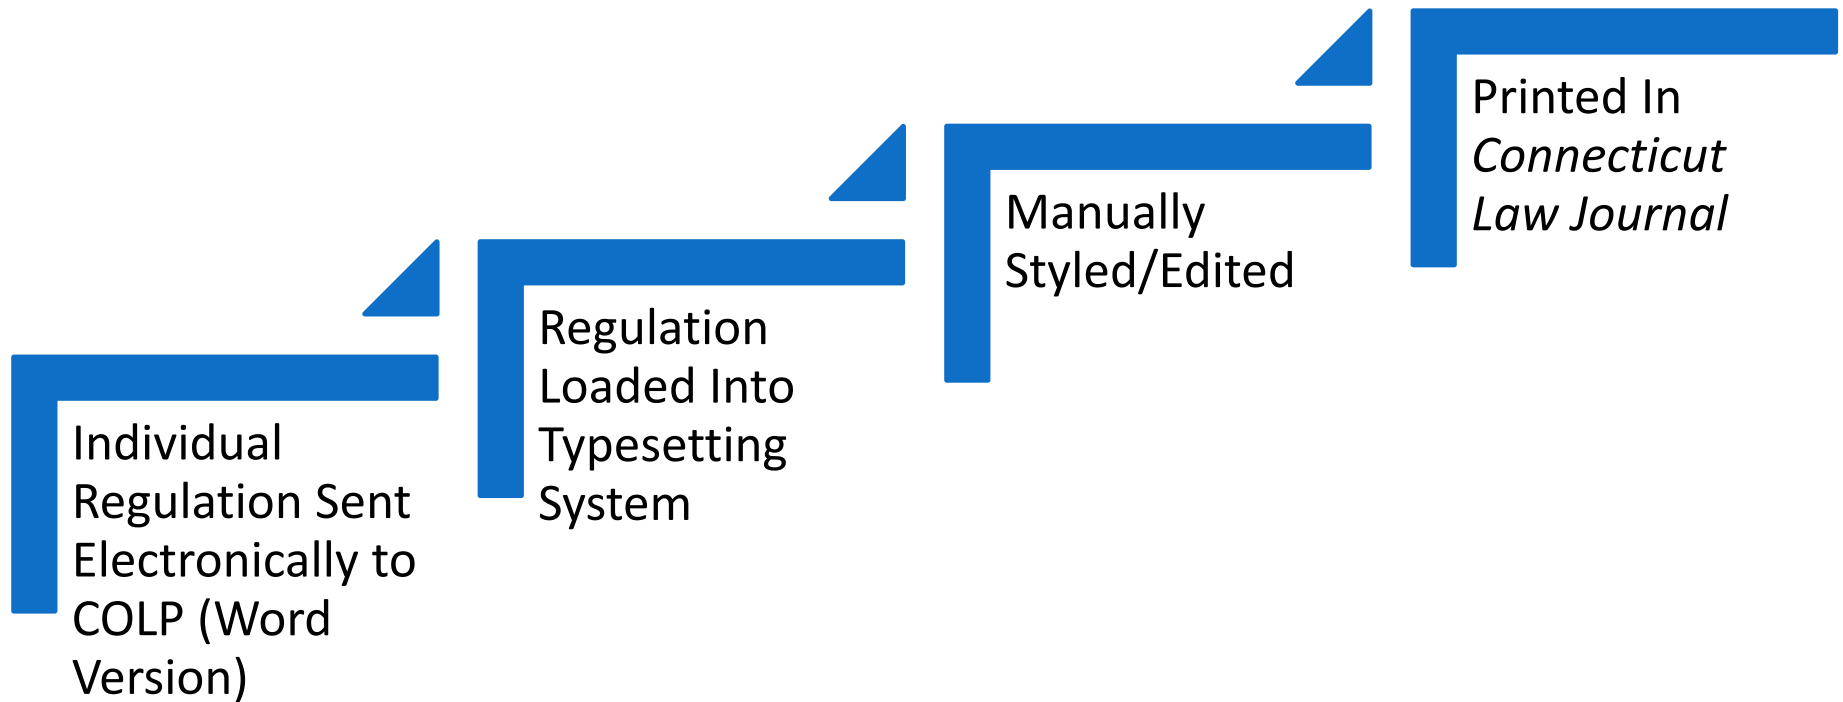 Individual
Regulation Sent
Electronically to
COLP (Word
Version)
Regulation
Loaded Into
Typesetting
System
Manually
Styled/Edited
Printed In
Connecticut
Law Journal